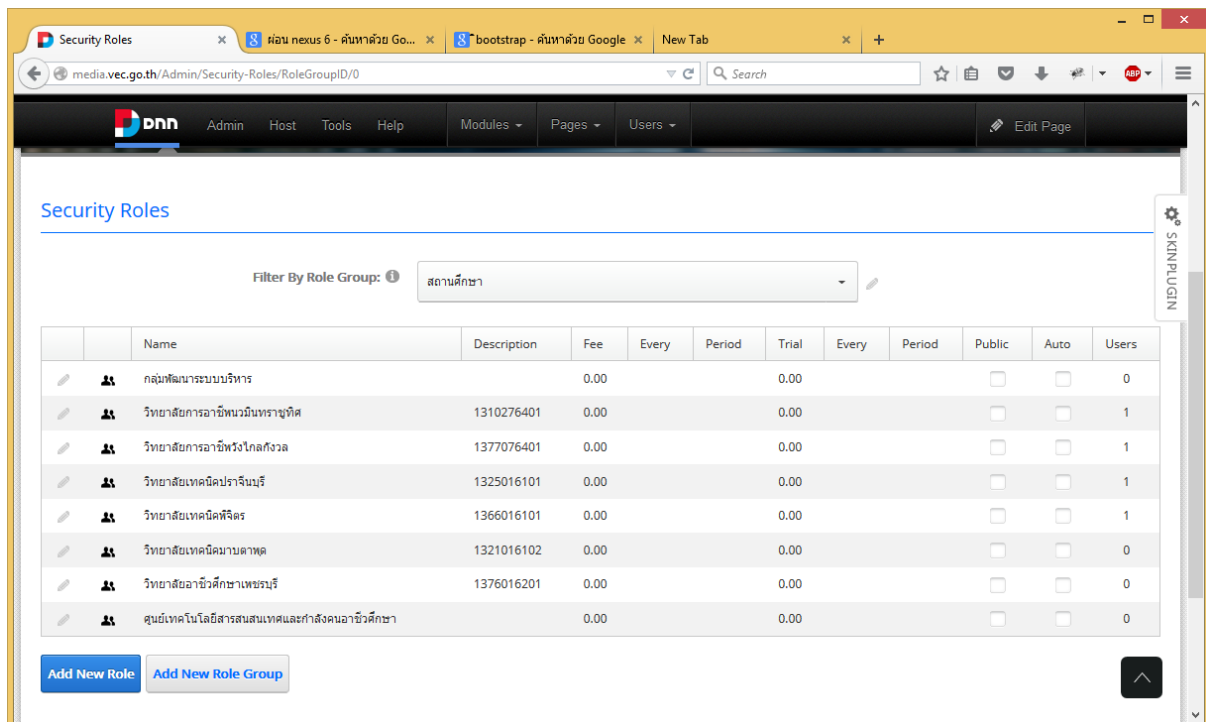 Security Roles
ผ่อน nexus 6 - ค้นหาด้วย Go...
bootstrap - ค้นหาด้วย Google
New Tab
media.vec.go.th/Admin/Security-Roles/RoleGroupID/0
Search
ABP
DNN Admin Host Tools Help Modules Pages Users Edit Page
Security Roles
SKINPLUGIN
Filter By Role Group: สถานศึกษา
Name Description Fee Every Period Trial Every Period Public Auto Users
กลุ่มพัฒนาระบบบริหาร 0.00 0.00 0
วิทยาลัยการอาชีพนวมินทราชูทิศ 1310276401 0.00 0.00 1
วิทยาลัยการอาชีพวังไกลกังวล 1377076401 0.00 0.00 1
วิทยาลัยเทคนิคปราจีนบุรี 1325016101 0.00 0.00 1
วิทยาลัยเทคนิคพิจิตร 1366016101 0.00 0.00 1
วิทยาลัยเทคนิคมาบตาพุด 1321016102 0.00 0.00 0
วิทยาลัยอาชีวศึกษาเพชรบุรี 1376016201 0.00 0.00 0
ศูนย์เทคโนโลยีสารสนสนเทศและกำลังคนอาชีวศึกษา 0.00 0.00 0
Add New Role Add New Role Group